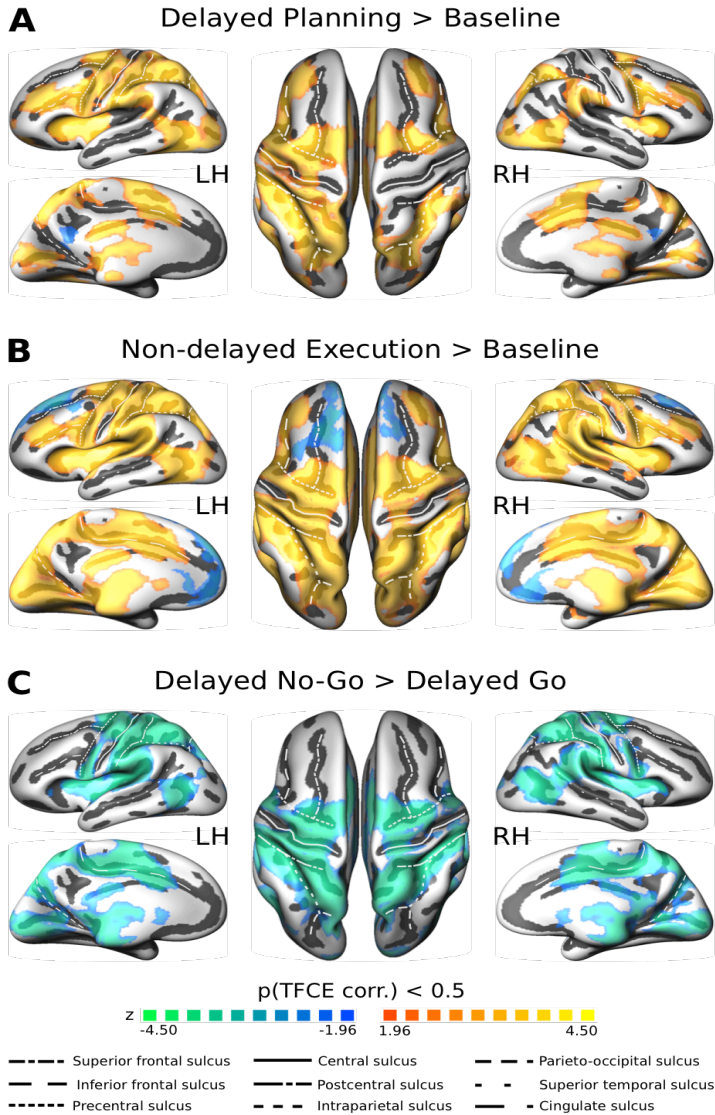 A Delayed Planning > Baseline
LH RH
B Non-delayed Execution > Baseline
LH RH
C Delayed No-Go > Delayed Go
LH RH
p(TFCE corr.) < 0.5
z
-4.50 -1.96 1.96 4.50
Superior frontal sulcus Central sulcus Parieto-occipital sulcus
Inferior frontal sulcus Postcentral sulcus Superior temporal sulcus
Precentral sulcus Intraparietal sulcus Cingulate sulcus